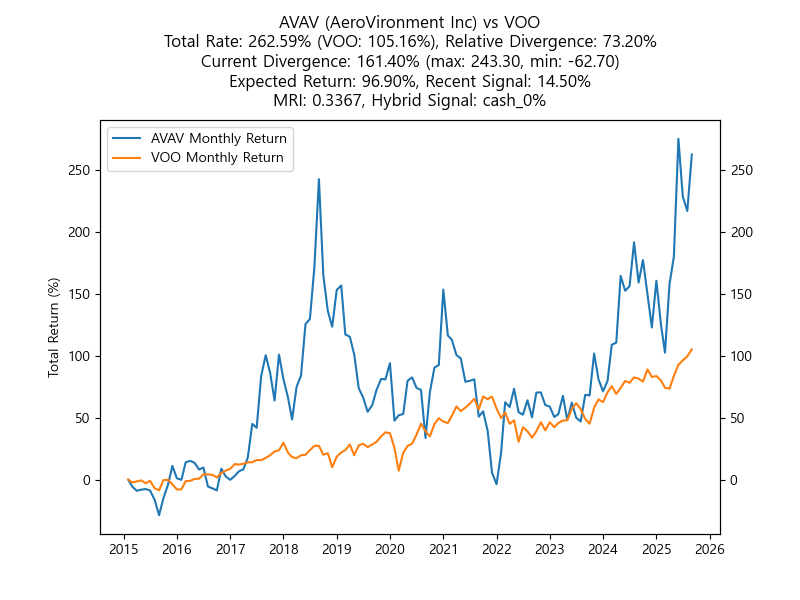 AVAV (AeroVironment Inc) vs VOO
Total Rate: 262.59% (VOO: 105.16%), Relative Divergence: 73.20%
Current Divergence: 161.40% (max: 243.30, min: -62.70)
Expected Return: 96.90%, Recent Signal: 14.50%
MRI: 0.3367, Hybrid Signal: cash_0%
AVAV Monthly Return
VOO Monthly Return
Total Return (%)
250 250
200 200
150 150
100 100
50 50
0 0
2015 2016 2017 2018 2019 2020 2021 2022 2023 2024 2025 2026